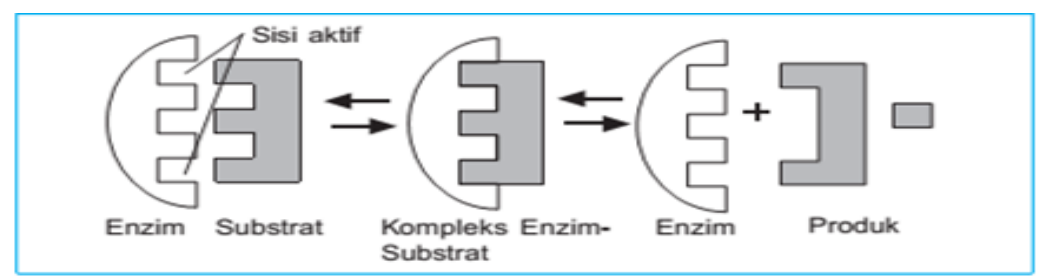 Sisi aktif
+
Enzim Substrat Kompleks Enzim- Enzim Produk
Substrat